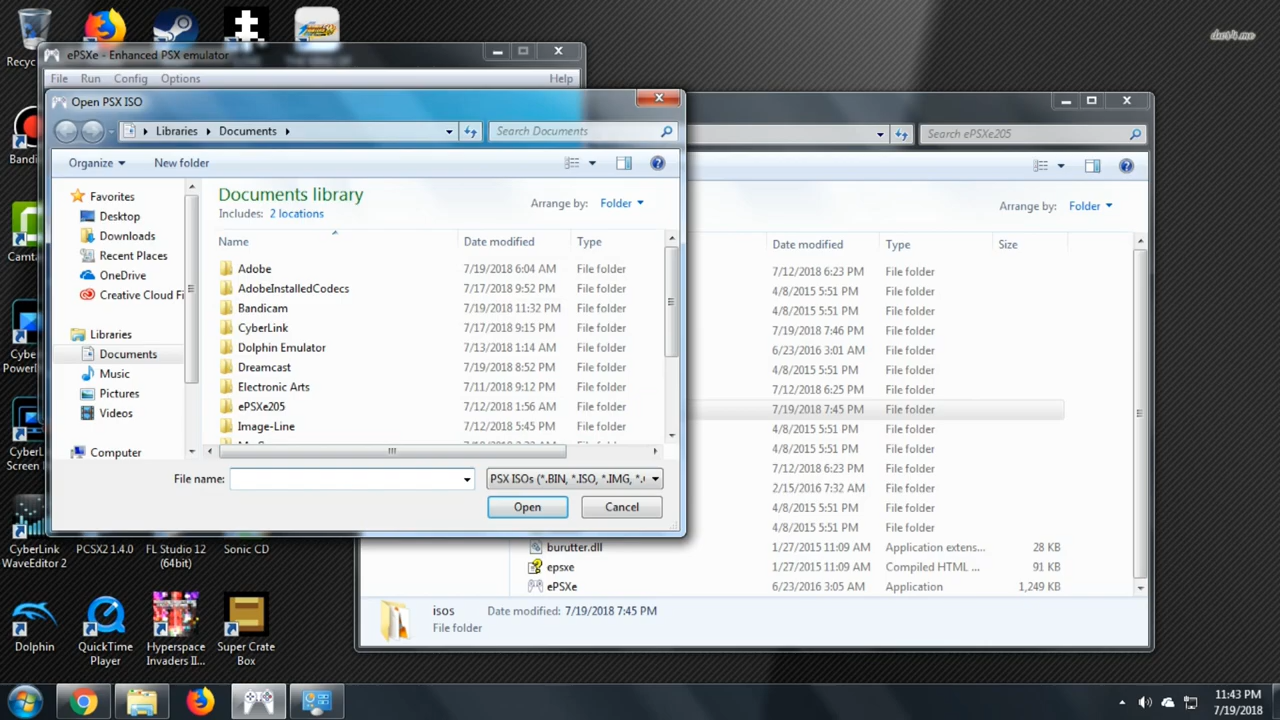 Recyc
ePSXe - Enhanced PSX emulator
File Run Config Options Help
Open PSX ISO
Libraries Documents
Search Documents
Search ePSXe205
Organize New folder
Favorites
Desktop
Downloads
Recent Places
OneDrive
Creative Cloud Fi
Libraries
Documents
Music
Pictures
Videos
Computer
Documents library
Includes: 2 locations
Arrange by: Folder
Name Date modified Type
Adobe 7/19/2018 6:04 AM File folder
AdobeInstalledCodecs 7/17/2018 9:52 PM File folder
Bandicam 7/19/2018 11:32 PM File folder
CyberLink 7/17/2018 9:15 PM File folder
Dolphin Emulator 7/13/2018 1:14 AM File folder
Dreamcast 7/19/2018 8:52 PM File folder
Electronic Arts 7/11/2018 9:12 PM File folder
ePSXe205 7/12/2018 1:56 AM File folder
Image-Line 7/12/2018 5:45 PM File folder
File name:
PSX ISOs (*.BIN, *.ISO, *.IMG, *.
Open Cancel
Arrange by: Folder
Date modified Type Size
7/12/2018 6:23 PM File folder
4/8/2015 5:51 PM File folder
4/8/2015 5:51 PM File folder
7/19/2018 7:46 PM File folder
6/23/2016 3:01 AM File folder
4/8/2015 5:51 PM File folder
7/12/2018 6:25 PM File folder
7/19/2018 7:45 PM File folder
4/8/2015 5:51 PM File folder
4/8/2015 5:51 PM File folder
7/12/2018 6:23 PM File folder
2/15/2016 7:32 AM File folder
4/8/2015 5:51 PM File folder
4/8/2015 5:51 PM File folder
burutter.dll 1/27/2015 11:09 AM Application extens... 28 KB
epsxe 1/27/2015 11:09 AM Compiled HTML ... 91 KB
ePSXe 6/23/2016 3:05 AM Application 1,249 KB
isos Date modified: 7/19/2018 7:45 PM
File folder
Bandi
Camta
Cybe
PowerI
CyberL
Screen I
CyberLink
WaveEditor 2
PCSX2 1.4.0
FL Studio 12
(64bit)
Sonic CD
Dolphin
QuickTime
Player
Hyperspace
Invaders II...
Super Crate
Box
11:43 PM
7/19/2018